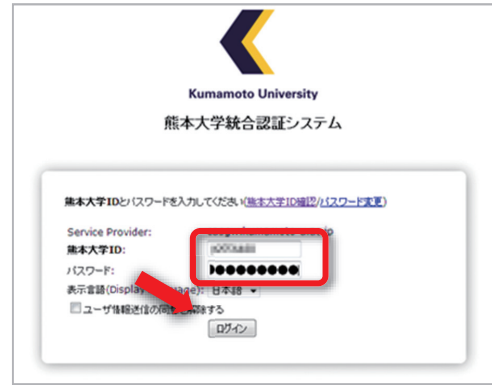 Kumamoto University
熊本大学統合認証システム
熊本大学IDとパスワードを入力してください(熊本大学ID確認/パスワード変更)
Service Provider:
熊本大学ID:
パスワード: ●●●●●●●●●
表示言語(Display Language): 日本語
ユーザ情報送信の同意を解除する
ログイン